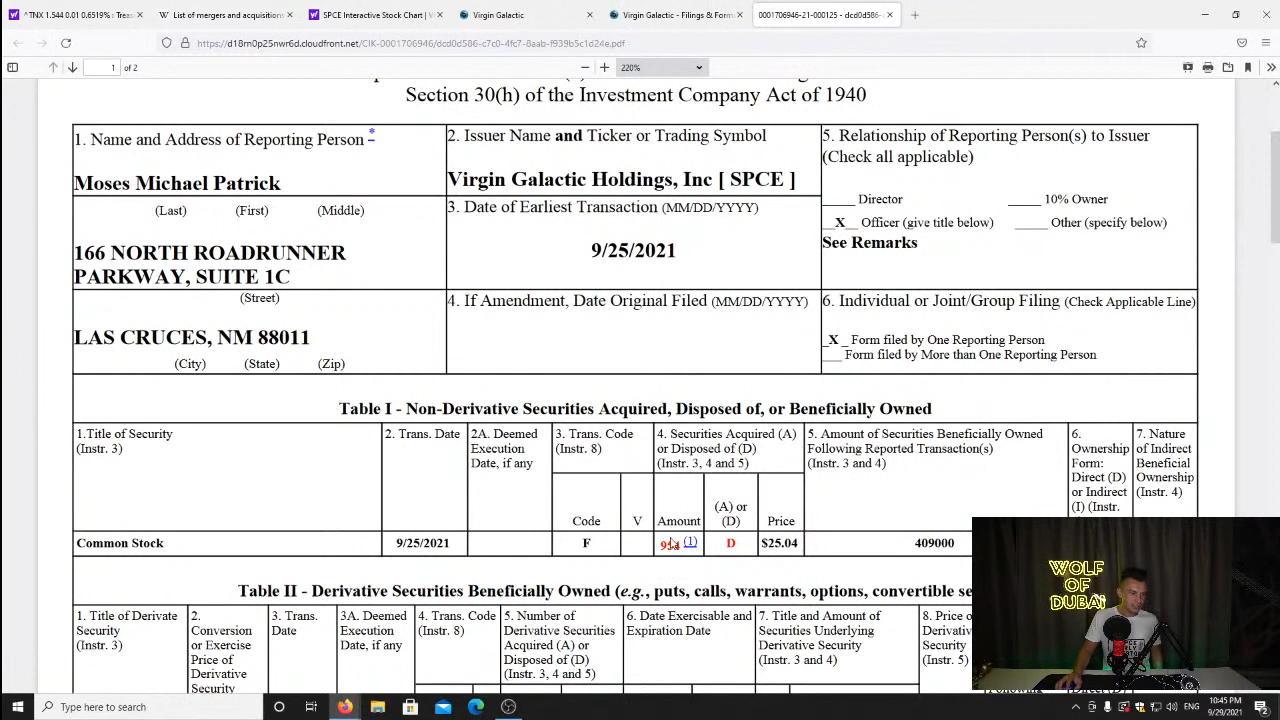 TNX 1.544 0.01 0.6519% : Treas
List of mergers and acquisitions
SPCE Interactive Stock Chart | V
Virgin Galactic
Virgin Galactic - Filings & Form
0001706946-21-000125 - dcd0d586-
https://d18rn0p25nwr6d.cloudfront.net/CIK-0001706946/dcd0d586-c7c0-4fc7-8aab-f939b5c1d24e.pdf
1 of 2
220%
Section 30(h) of the Investment Company Act of 1940
1. Name and Address of Reporting Person *
Moses Michael Patrick
(Last) (First) (Middle)
166 NORTH ROADRUNNER
PARKWAY, SUITE 1C
(Street)
LAS CRUCES, NM 88011
(City) (State) (Zip)
2. Issuer Name and Ticker or Trading Symbol
Virgin Galactic Holdings, Inc [ SPCE ]
3. Date of Earliest Transaction (MM/DD/YYYY)
9/25/2021
4. If Amendment, Date Original Filed (MM/DD/YYYY)
5. Relationship of Reporting Person(s) to Issuer
(Check all applicable)
_____ Director _____ 10% Owner
__X__ Officer (give title below) _____ Other (specify below)
See Remarks
6. Individual or Joint/Group Filing (Check Applicable Line)
_X _ Form filed by One Reporting Person
___ Form filed by More than One Reporting Person
Table I - Non-Derivative Securities Acquired, Disposed of, or Beneficially Owned
1.Title of Security
(Instr. 3)
2. Trans. Date
2A. Deemed
Execution
Date, if any
3. Trans. Code
(Instr. 8)
4. Securities Acquired (A)
or Disposed of (D)
(Instr. 3, 4 and 5)
5. Amount of Securities Beneficially Owned
Following Reported Transaction(s)
(Instr. 3 and 4)
6.
Ownership
Form:
Direct (D)
or Indirect
(I) (Instr.
7. Nature
of Indirect
Beneficial
Ownership
(Instr. 4)
Code V Amount (A) or
(D) Price
Common Stock 9/25/2021 F (1) D $25.04 409000
Table II - Derivative Securities Beneficially Owned (e.g., puts, calls, warrants, options, convertible se
1. Title of Derivate
Security
(Instr. 3)
2.
Conversion
or Exercise
Price of
Derivative
Security
3. Trans.
Date
3A. Deemed
Execution
Date, if any
4. Trans. Code
(Instr. 8)
5. Number of
Derivative Securities
Acquired (A) or
Disposed of (D)
(Instr. 3, 4 and 5)
6. Date Exercisable and
Expiration Date
7. Title and Amount of
Securities Underlying
Derivative Security
(Instr. 3 and 4)
8. Price o
Derivativ
Security
(Instr. 5)
WOLF
OF
DUBAI
Type here to search
ENG
10:45 PM
9/29/2021
2